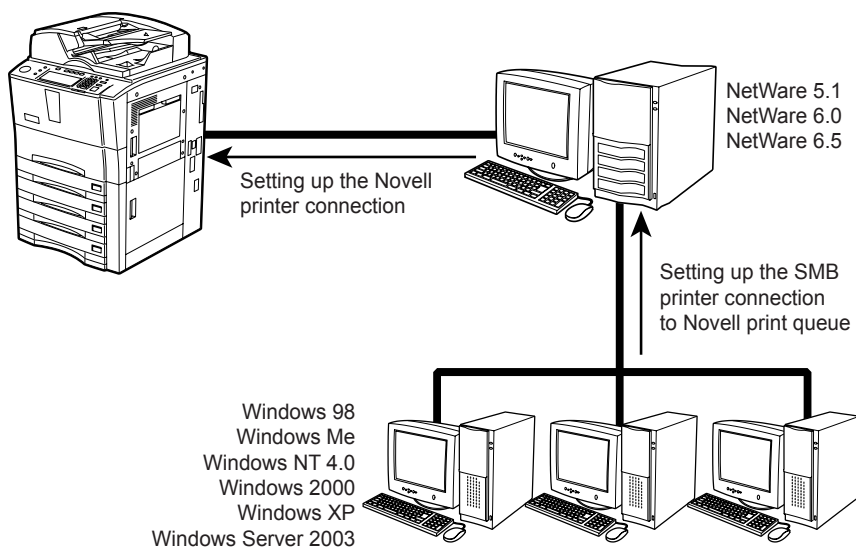 NetWare 5.1
NetWare 6.0
NetWare 6.5
Setting up the Novell
printer connection
Setting up the SMB
printer connection
to Novell print queue
Windows 98
Windows Me
Windows NT 4.0
Windows 2000
Windows XP
Windows Server 2003